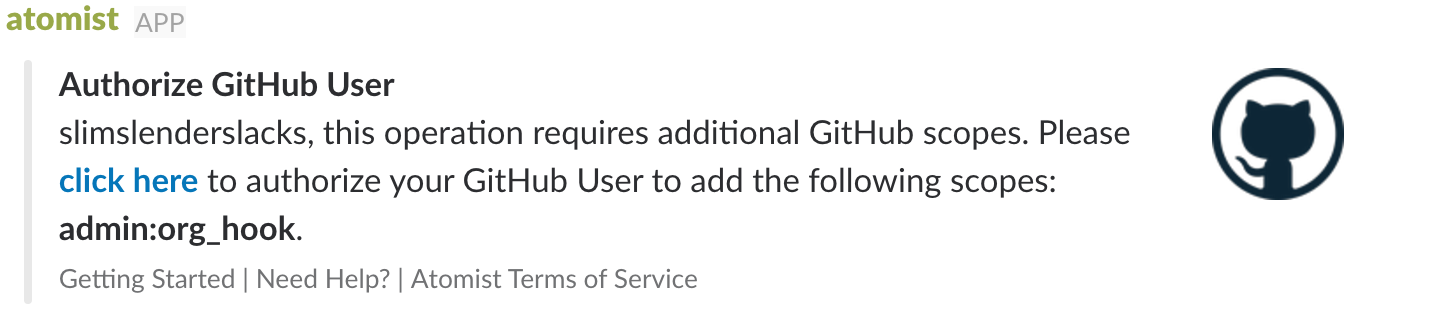 atomist APP
Authorize GitHub User
slimslenderslacks, this operation requires additional GitHub scopes. Please
click here to authorize your GitHub User to add the following scopes:
admin:org_hook.
Getting Started | Need Help? | Atomist Terms of Service